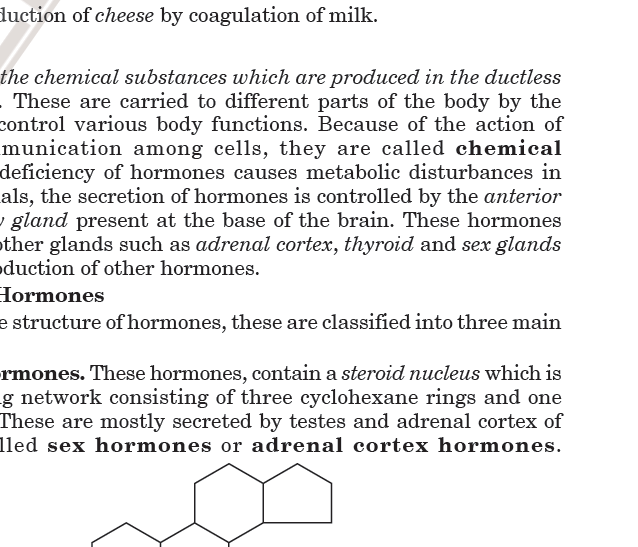 duction of cheese by coagulation of milk.
the chemical substances which are produced in the ductless
. These are carried to different parts of the body by the
control various body functions. Because of the action of
munication among cells, they are called chemical
deficiency of hormones causes metabolic disturbances in
als, the secretion of hormones is controlled by the anterior
y gland present at the base of the brain. These hormones
other glands such as adrenal cortex, thyroid and sex glands
oduction of other hormones.
Hormones
e structure of hormones, these are classified into three main
rmones. These hormones, contain a steroid nucleus which is
g network consisting of three cyclohexane rings and one
These are mostly secreted by testes and adrenal cortex of
lled sex hormones or adrenal cortex hormones.